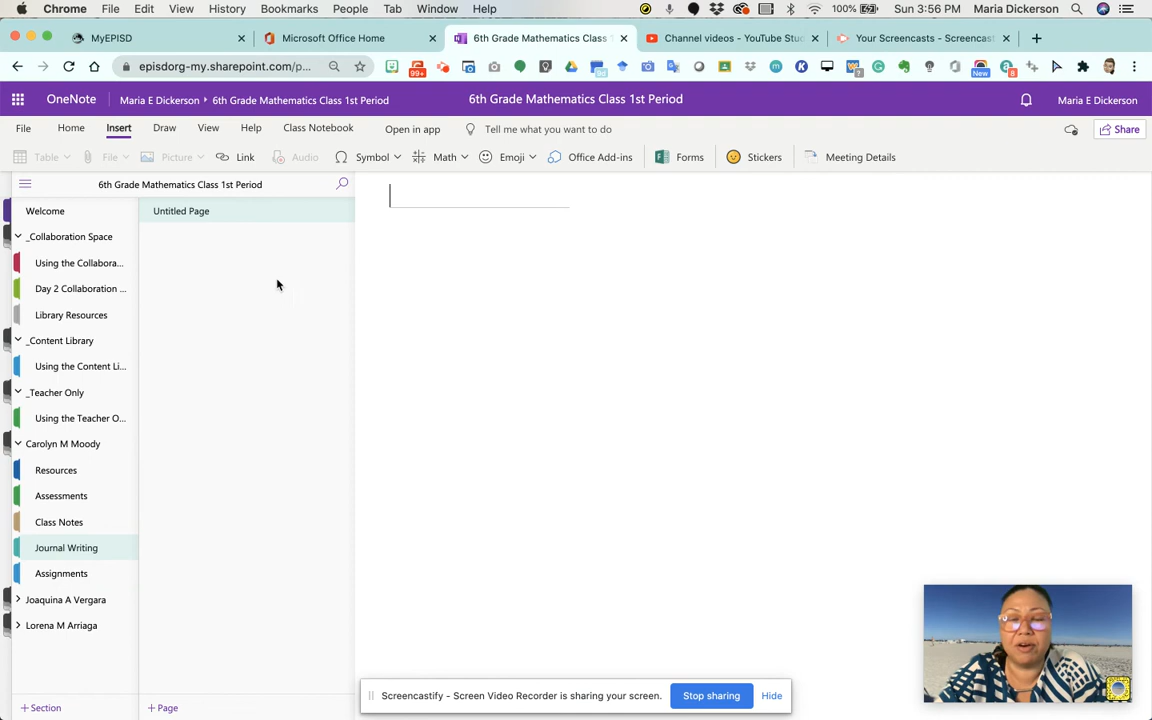 Chrome File Edit View History Bookmarks People Tab Window Help 100% Sun 3:56 PM Maria Dickerson
MyEPISD Microsoft Office Home 6th Grade Mathematics Class Channel videos - YouTube Stu Your Screencasts - Screencast
episdorg-my.sharepoint.com/p... 99+ New 8
OneNote Maria E Dickerson 6th Grade Mathematics Class 1st Period 6th Grade Mathematics Class 1st Period Maria E Dickerson
File Home Insert Draw View Help Class Notebook Open in app Tell me what you want to do Share
Table File Picture Link Audio Symbol Math Emoji Office Add-ins Forms Stickers Meeting Details
6th Grade Mathematics Class 1st Period
Welcome Untitled Page
_Collaboration Space
Using the Collabora...
Day 2 Collaboration ...
Library Resources
_Content Library
Using the Content Li...
_Teacher Only
Using the Teacher O...
Carolyn M Moody
Resources
Assessments
Class Notes
Journal Writing
Assignments
Joaquina A Vergara
Lorena M Arriaga
Screencastify - Screen Video Recorder is sharing your screen. Stop sharing Hide
+ Section + Page